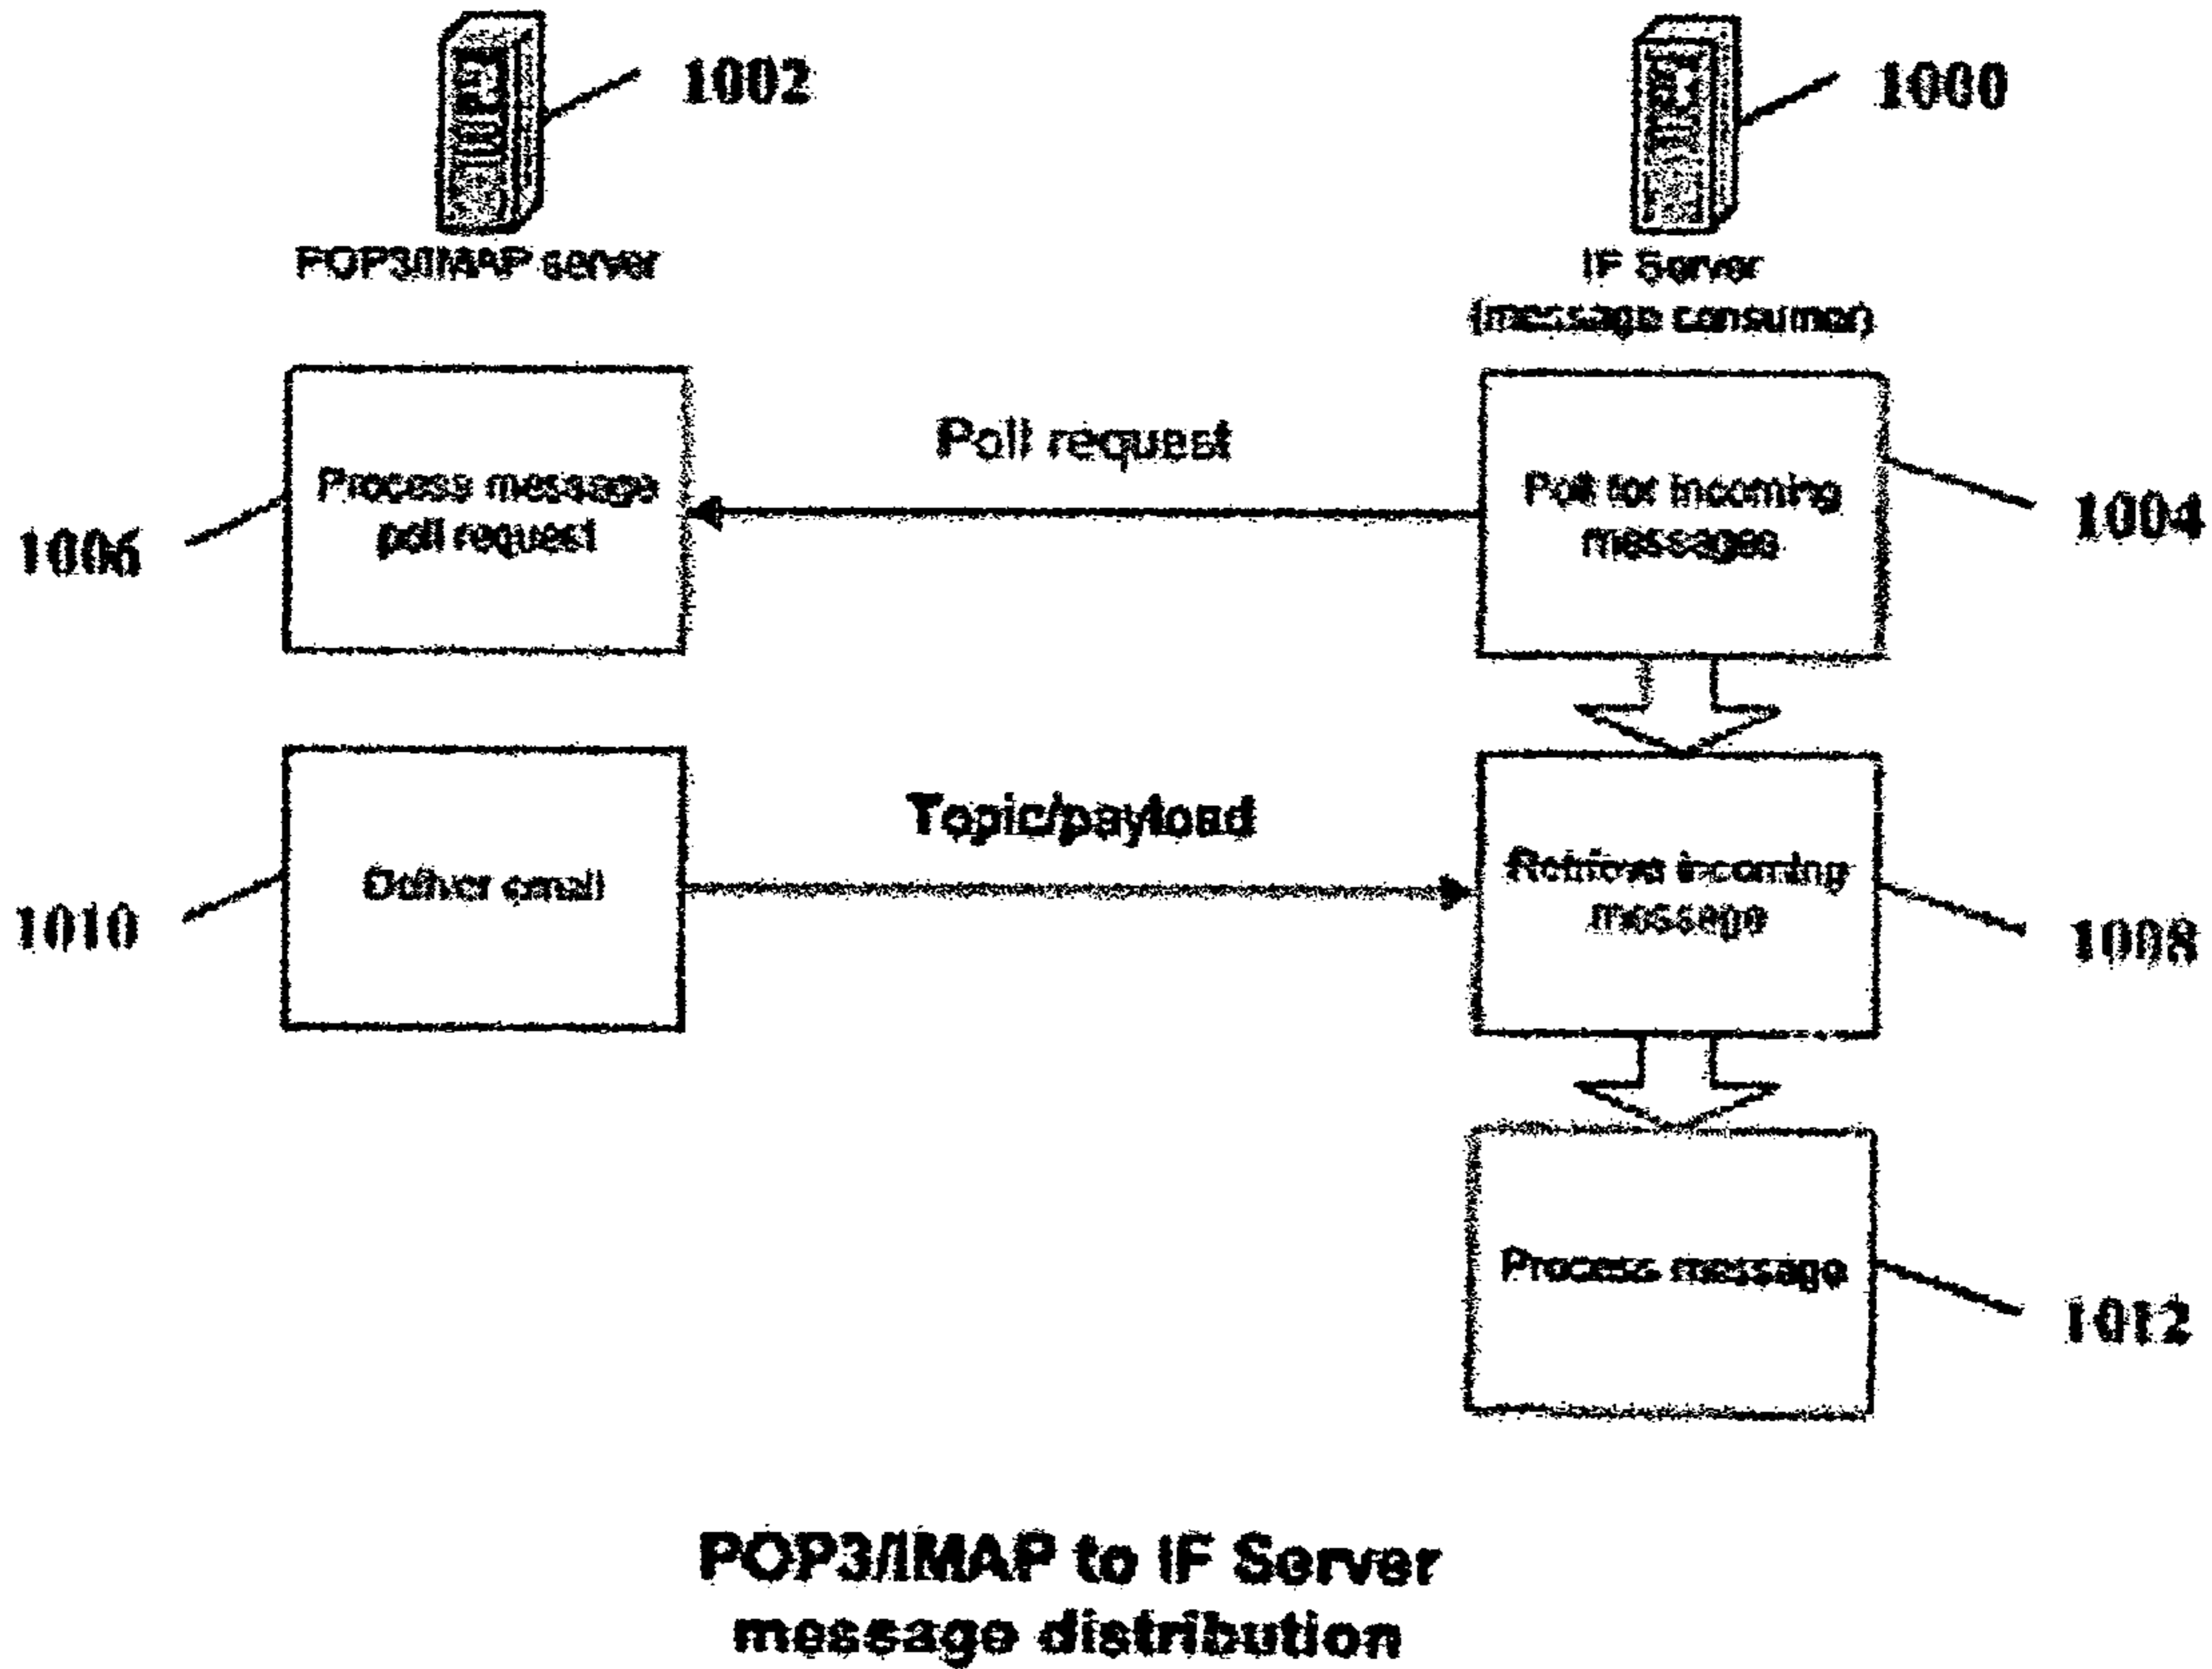 1002
1000
POP3/IMAP server
IF Server
(message consumer)
Poll request
Process message
poll request
Poll for incoming
messages
1006
1004
Topic/payload
Deliver email
Retrieve incoming
message
1010
1008
Process message
1012
POP3/IMAP to IF Server
message distribution